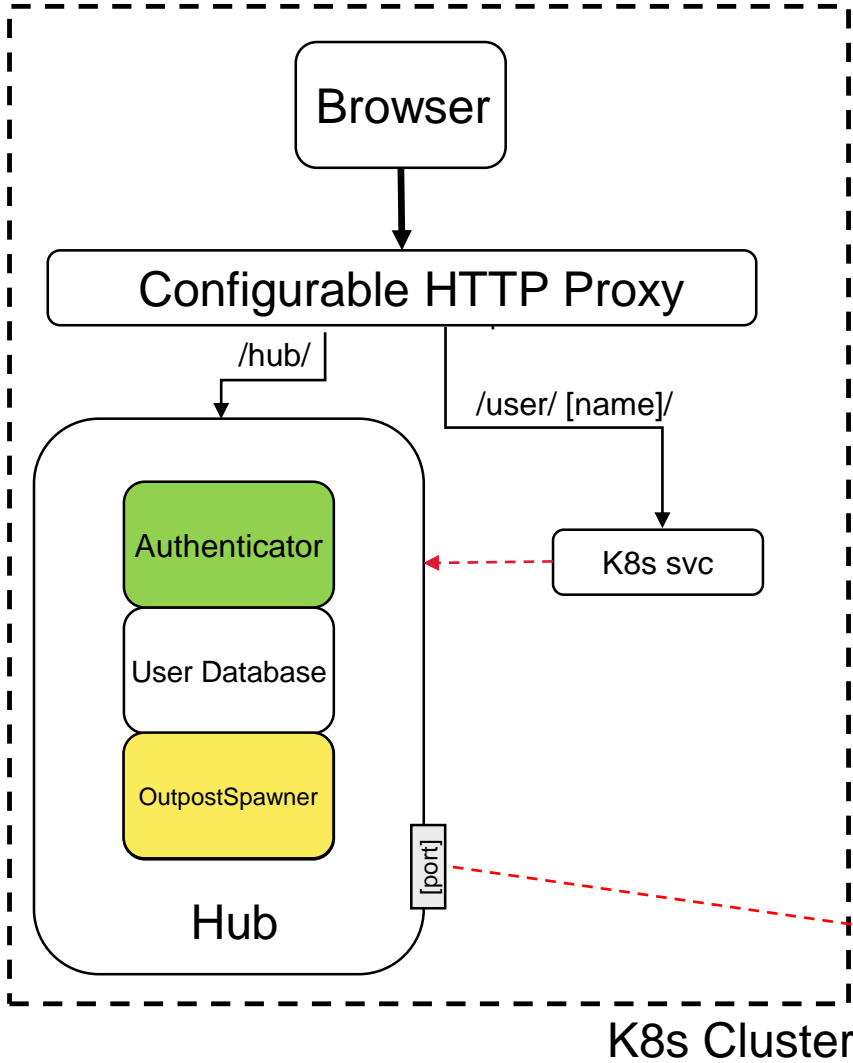 Browser
Configurable HTTP Proxy
/hub/
/user/ [name]/
Authenticator
K8s svc
User Database
OutpostSpawner
[port]
Hub
K8s Cluster